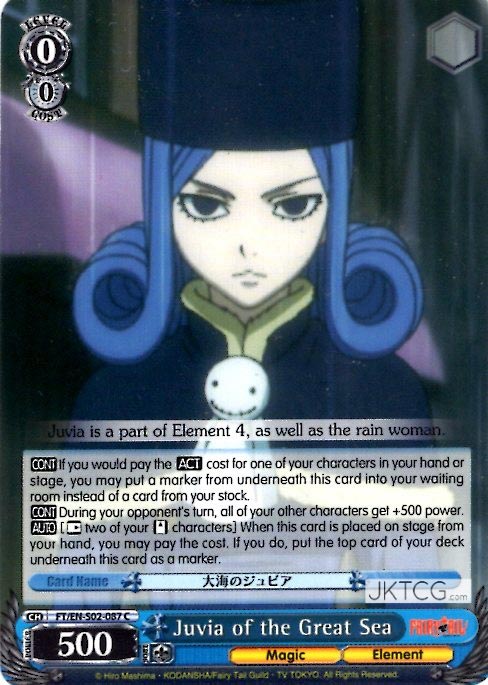 LEVEL
0
0
COST
Juvia is a part of Element 4, as well as the rain woman.
CONT If you would pay the ACT cost for one of your characters in your hand or
stage, you may put a marker from underneath this card into your waiting
room instead of a card from your stock.
CONT During your opponent's turn, all of your other characters get +500 power.
AUTO [ two of your characters] When this card is placed on stage from
your hand, you may pay the cost. If you do, put the top card of your deck
underneath this card as a marker.
Card Name 大海のジュビア
JKTCG.com
CH FT/EN-S02-087 C
POWER 500 SOUL Juvia of the Great Sea FAIRY TAIL
Magic Element
© Hiro Mashima・KODANSHA/Fairy Tail Guild・TV TOKYO. All Rights Reserved.